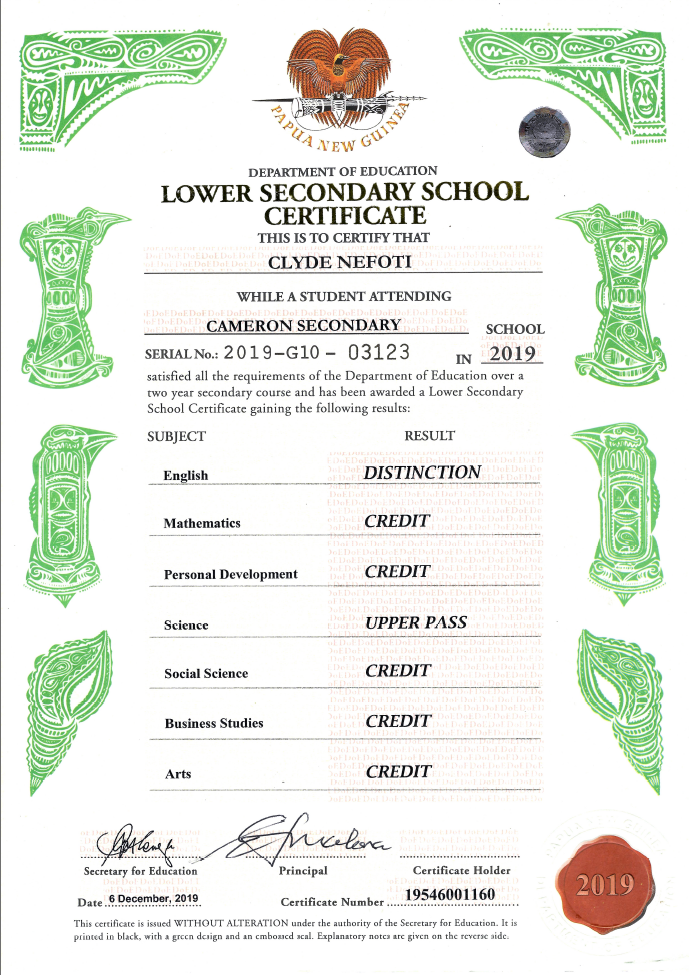 PAPUA NEW GUINEA
DEPARTMENT OF EDUCATION
LOWER SECONDARY SCHOOL
CERTIFICATE
THIS IS TO CERTIFY THAT
CLYDE NEFOTI
WHILE A STUDENT ATTENDING
CAMERON SECONDARY SCHOOL
SERIAL No.: 2019-G10 - 03123 IN 2019
satisfied all the requirements of the Department of Education over a
two year secondary course and has been awarded a Lower Secondary
School Certificate gaining the following results:
SUBJECT RESULT
English DISTINCTION
Mathematics CREDIT
Personal Development CREDIT
Science UPPER PASS
Social Science CREDIT
Business Studies CREDIT
Arts CREDIT
Secretary for Education Principal Certificate Holder
Date 6 December, 2019 Certificate Number 19546001160
2019
This certificate is issued WITHOUT ALTERATION under the authority of the Secretary for Education. It is
printed in black, with a green design and an embossed seal. Explanatory notes are given on the reverse side.